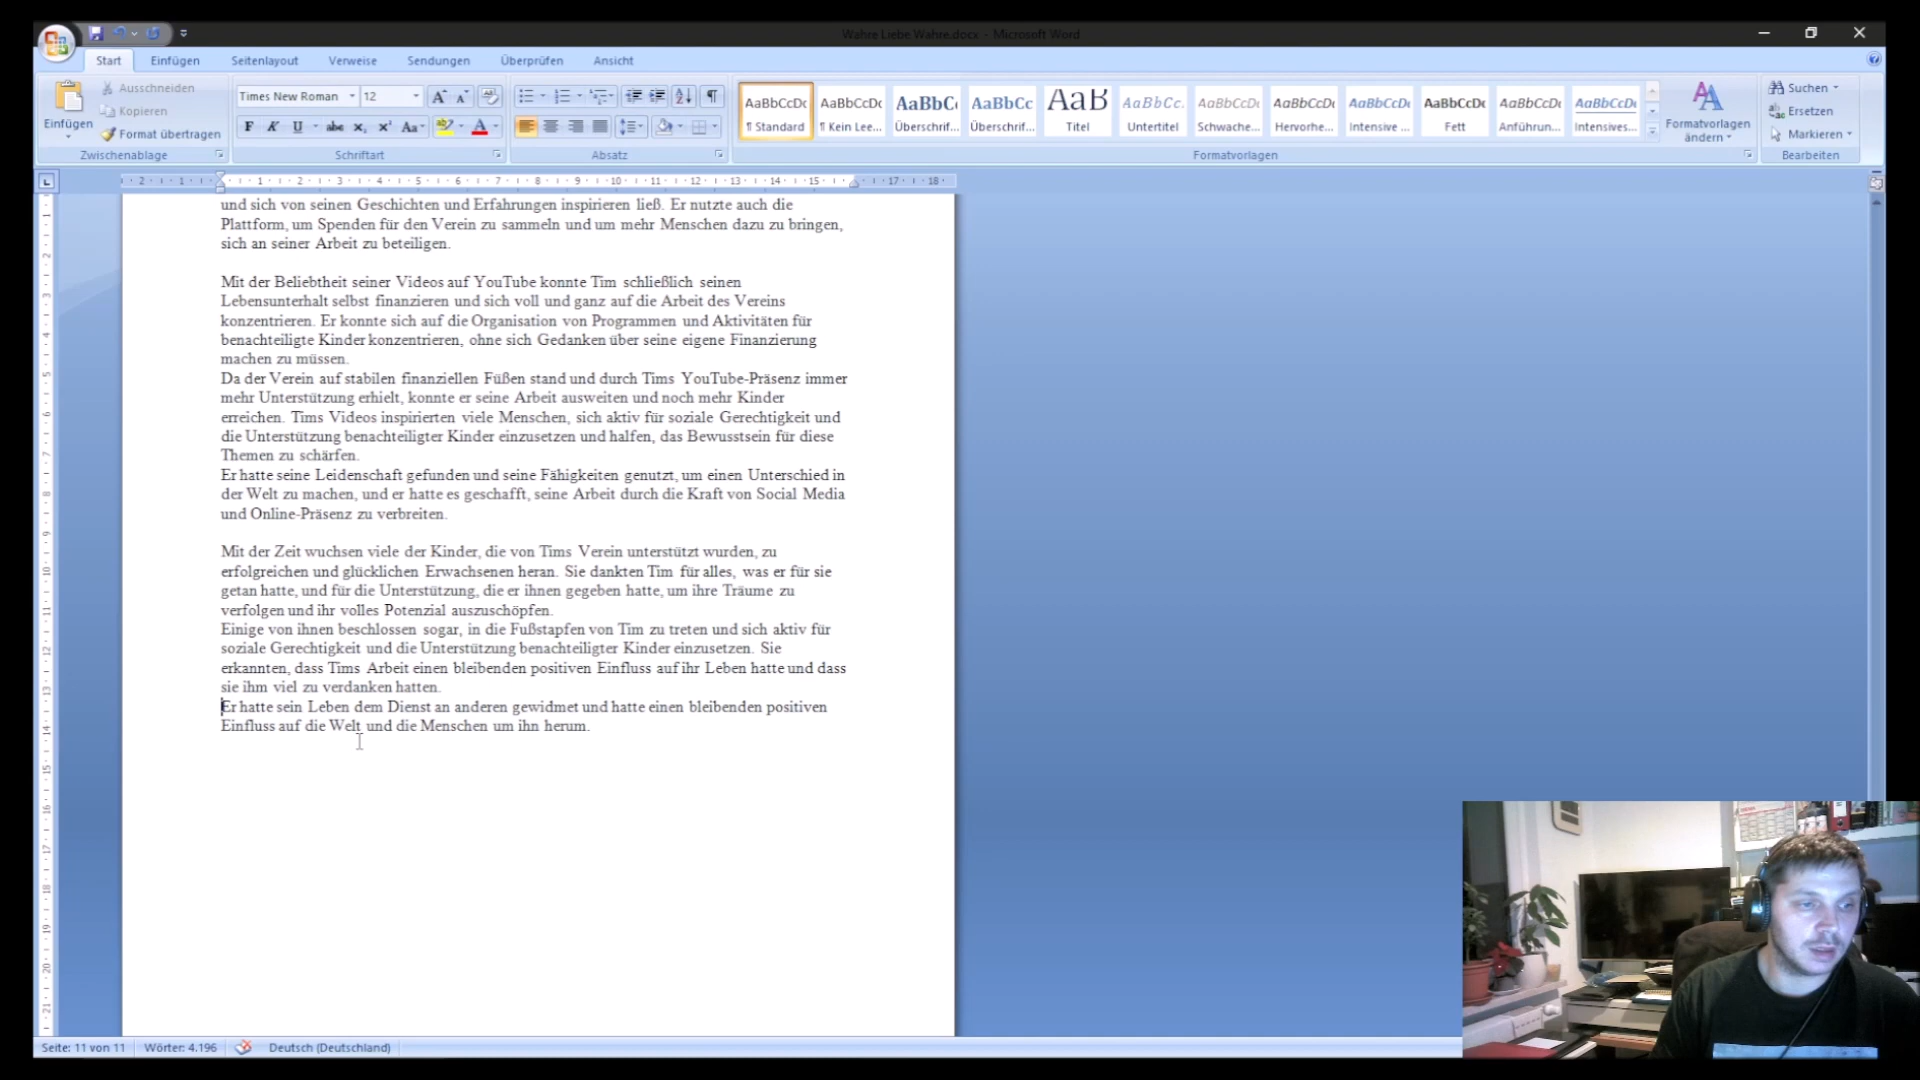 Wahre Liebe Wahre.docx - Microsoft Word
Start Einfügen Seitenlayout Verweise Sendungen Überprüfen Ansicht
Einfügen
Ausschneiden
Kopieren
Format übertragen
Zwischenablage
Times New Roman 12
F K U abc x₂ x² Aa
Schriftart
Absatz
AaBbCcDc AaBbCcDc AaBbC( AaBbCc AaB AaBbCc. AaBbCcDc AaBbCcDc AaBbCcDc AaBbCcDc AaBbCcDc AaBbCcDc
¶ Standard ¶ Kein Lee... Überschrif... Überschrif... Titel Untertitel Schwache... Hervorhe... Intensive ... Fett Anführun... Intensives...
Formatvorlagen
Formatvorlagen
ändern
Suchen
Ersetzen
Markieren
Bearbeiten
und sich von seinen Geschichten und Erfahrungen inspirieren ließ. Er nutzte auch die
Plattform, um Spenden für den Verein zu sammeln und um mehr Menschen dazu zu bringen,
sich an seiner Arbeit zu beteiligen.
Mit der Beliebtheit seiner Videos auf YouTube konnte Tim schließlich seinen
Lebensunterhalt selbst finanzieren und sich voll und ganz auf die Arbeit des Vereins
konzentrieren. Er konnte sich auf die Organisation von Programmen und Aktivitäten für
benachteiligte Kinder konzentrieren, ohne sich Gedanken über seine eigene Finanzierung
machen zu müssen.
Da der Verein auf stabilen finanziellen Füßen stand und durch Tims YouTube-Präsenz immer
mehr Unterstützung erhielt, konnte er seine Arbeit ausweiten und noch mehr Kinder
erreichen. Tims Videos inspirierten viele Menschen, sich aktiv für soziale Gerechtigkeit und
die Unterstützung benachteiligter Kinder einzusetzen und halfen, das Bewusstsein für diese
Themen zu schärfen.
Er hatte seine Leidenschaft gefunden und seine Fähigkeiten genutzt, um einen Unterschied in
der Welt zu machen, und er hatte es geschafft, seine Arbeit durch die Kraft von Social Media
und Online-Präsenz zu verbreiten.
Mit der Zeit wuchsen viele der Kinder, die von Tims Verein unterstützt wurden, zu
erfolgreichen und glücklichen Erwachsenen heran. Sie dankten Tim für alles, was er für sie
getan hatte, und für die Unterstützung, die er ihnen gegeben hatte, um ihre Träume zu
verfolgen und ihr volles Potenzial auszuschöpfen.
Einige von ihnen beschlossen sogar, in die Fußstapfen von Tim zu treten und sich aktiv für
soziale Gerechtigkeit und die Unterstützung benachteiligter Kinder einzusetzen. Sie
erkannten, dass Tims Arbeit einen bleibenden positiven Einfluss auf ihr Leben hatte und dass
sie ihm viel zu verdanken hatten.
Er hatte sein Leben dem Dienst an anderen gewidmet und hatte einen bleibenden positiven
Einfluss auf die Welt und die Menschen um ihn herum.
Seite: 11 von 11 Wörter: 4.196 Deutsch (Deutschland)